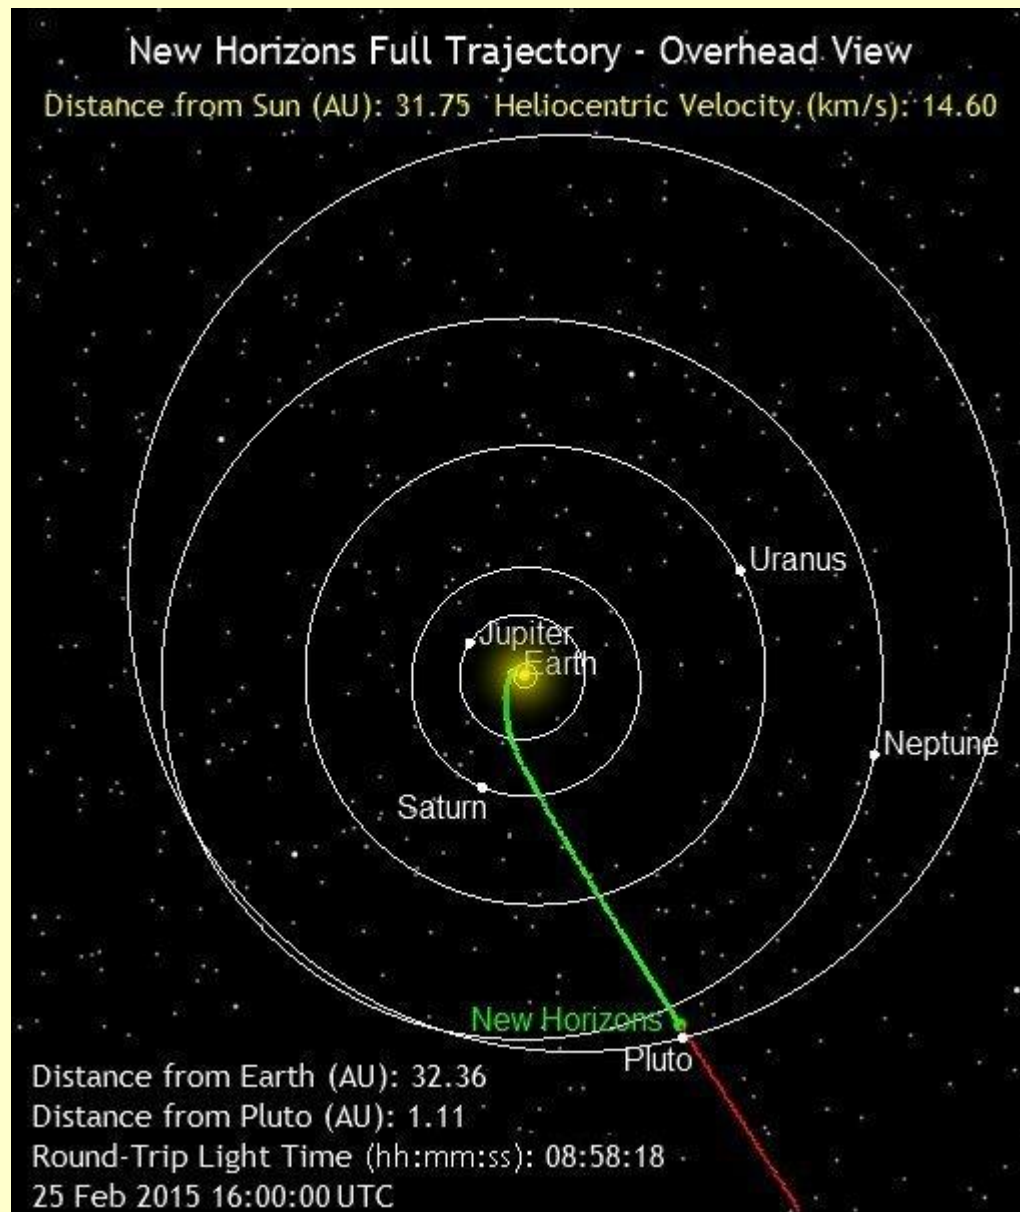 New Horizons Full Trajectory - Overhead View
Distance from Sun (AU): 31.75 Heliocentric Velocity (km/s): 14.60
Uranus
Jupiter
Earth
Neptune
Saturn
New Horizons
Pluto
Distance from Earth (AU): 32.36
Distance from Pluto (AU): 1.11
Round-Trip Light Time (hh:mm:ss): 08:58:18
25 Feb 2015 16:00:00 UTC